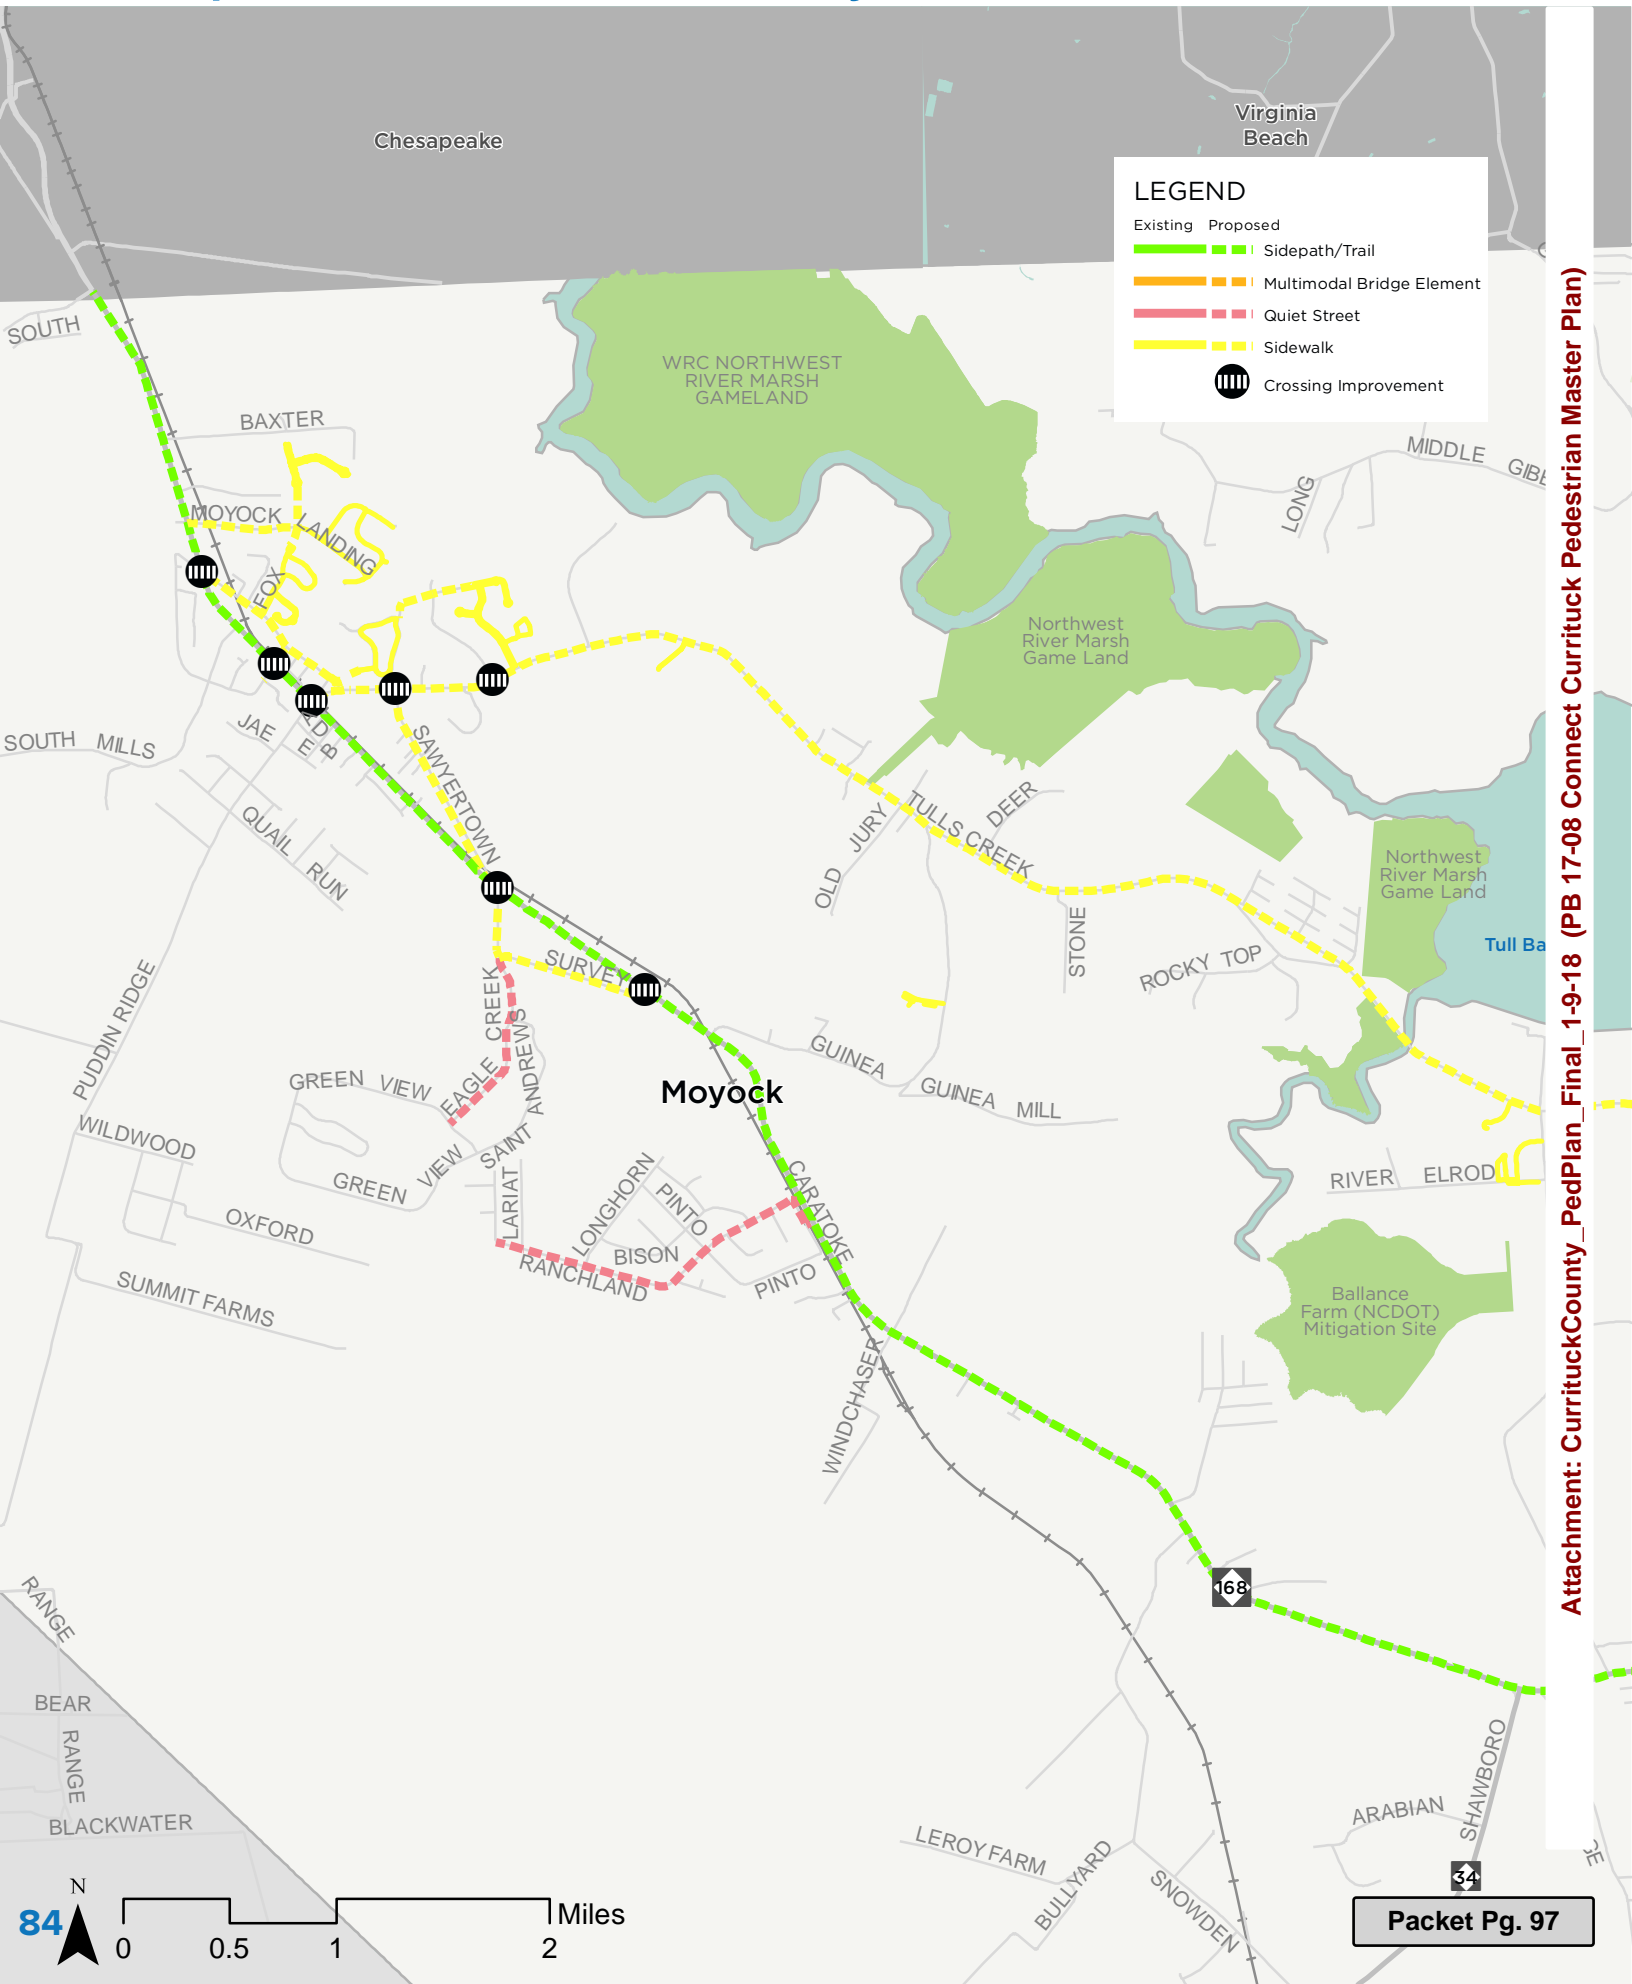 Chesapeake
Virginia
Beach
LEGEND
Existing Proposed
Sidepath/Trail
Multimodal Bridge Element
Quiet Street
Sidewalk
Crossing Improvement
SOUTH
WRC NORTHWEST
RIVER MARSH
GAMELAND
BAXTER
MIDDLE
LONG
MOYOCK
LANDING
FOX
Northwest
River Marsh
Game Land
SOUTH MILLS
JAE
SAWYERTOWN
QUAIL RUN
OLD JURY
TULLS CREEK
DEER
Northwest
River Marsh
Game Land
Tull Ba
STONE
ROCKY TOP
SURVEY
PUDDIN RIDGE
EAGLE CREEK
SAINT ANDREWS
GUINEA
GUINEA MILL
Moyock
GREEN VIEW
WILDWOOD
GREEN VIEW
LARIAT
LONGHORN
PINTO
CARATOKE
RIVER
ELROD
OXFORD
BISON
RANCHLAND
PINTO
SUMMIT FARMS
Ballance
Farm (NCDOT)
Mitigation Site
WINDCHASER
168
RANGE
BEAR
RANGE
BLACKWATER
SHAWBORO
ARABIAN
LEROY FARM
BULLYARD
SNOWDEN
34
N
84
0 0.5 1 2
Miles
Packet Pg. 97
Attachment: CurrituckCounty_PedPlan_Final_1-9-18 (PB 17-08 Connect Currituck Pedestrian Master Plan)